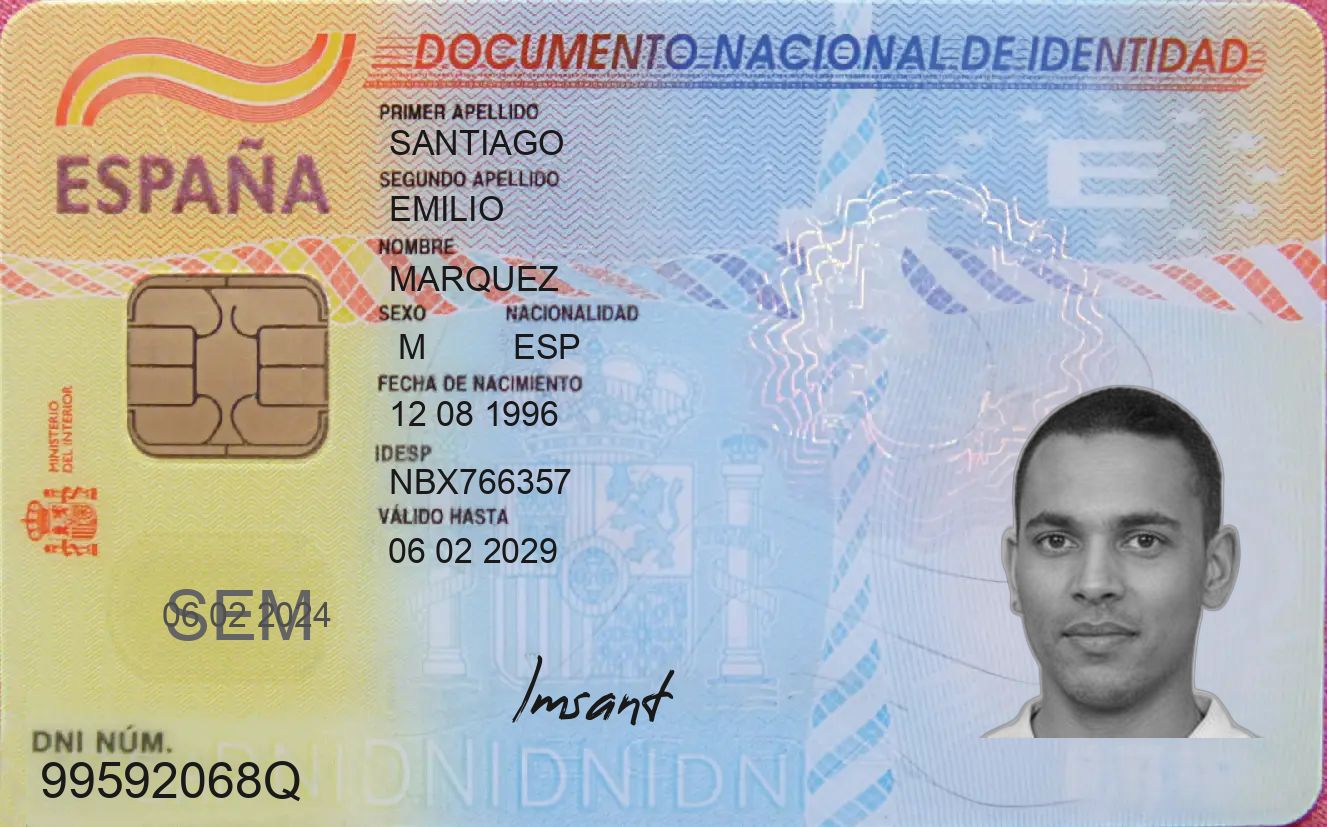 DOCUMENTO NACIONAL DE IDENTIDAD
ESPAÑA
PRIMER APELLIDO
SANTIAGO
SEGUNDO APELLIDO
EMILIO
NOMBRE
MARQUEZ
SEXO NACIONALIDAD
M ESP
FECHA DE NACIMIENTO
12 08 1996
IDESP
NBX766357
VÁLIDO HASTA
06 02 2029
MINISTERIO
DEL INTERIOR
E
SEM
06 02 2024
Imsant
DNI NÚM.
99592068Q
DNIDNIDNIDNI